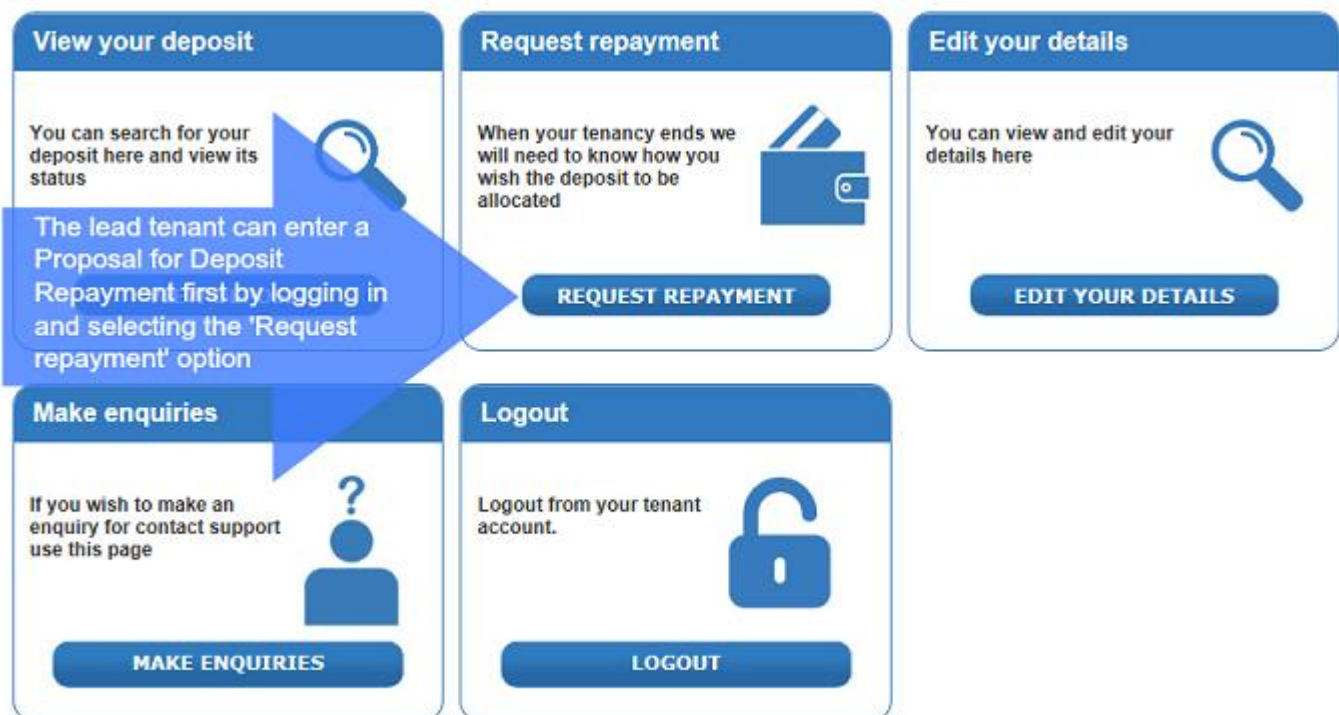 View your deposit
You can search for your
deposit here and view its
status
The lead tenant can enter a
Proposal for Deposit
Repayment first by logging in
and selecting the 'Request
repayment' option
Request repayment
When your tenancy ends we
will need to know how you
wish the deposit to be
allocated
REQUEST REPAYMENT
Edit your details
You can view and edit your
details here
EDIT YOUR DETAILS
Make enquiries
If you wish to make an
enquiry for contact support
use this page
?
MAKE ENQUIRIES
Logout
Logout from your tenant
account.
LOGOUT